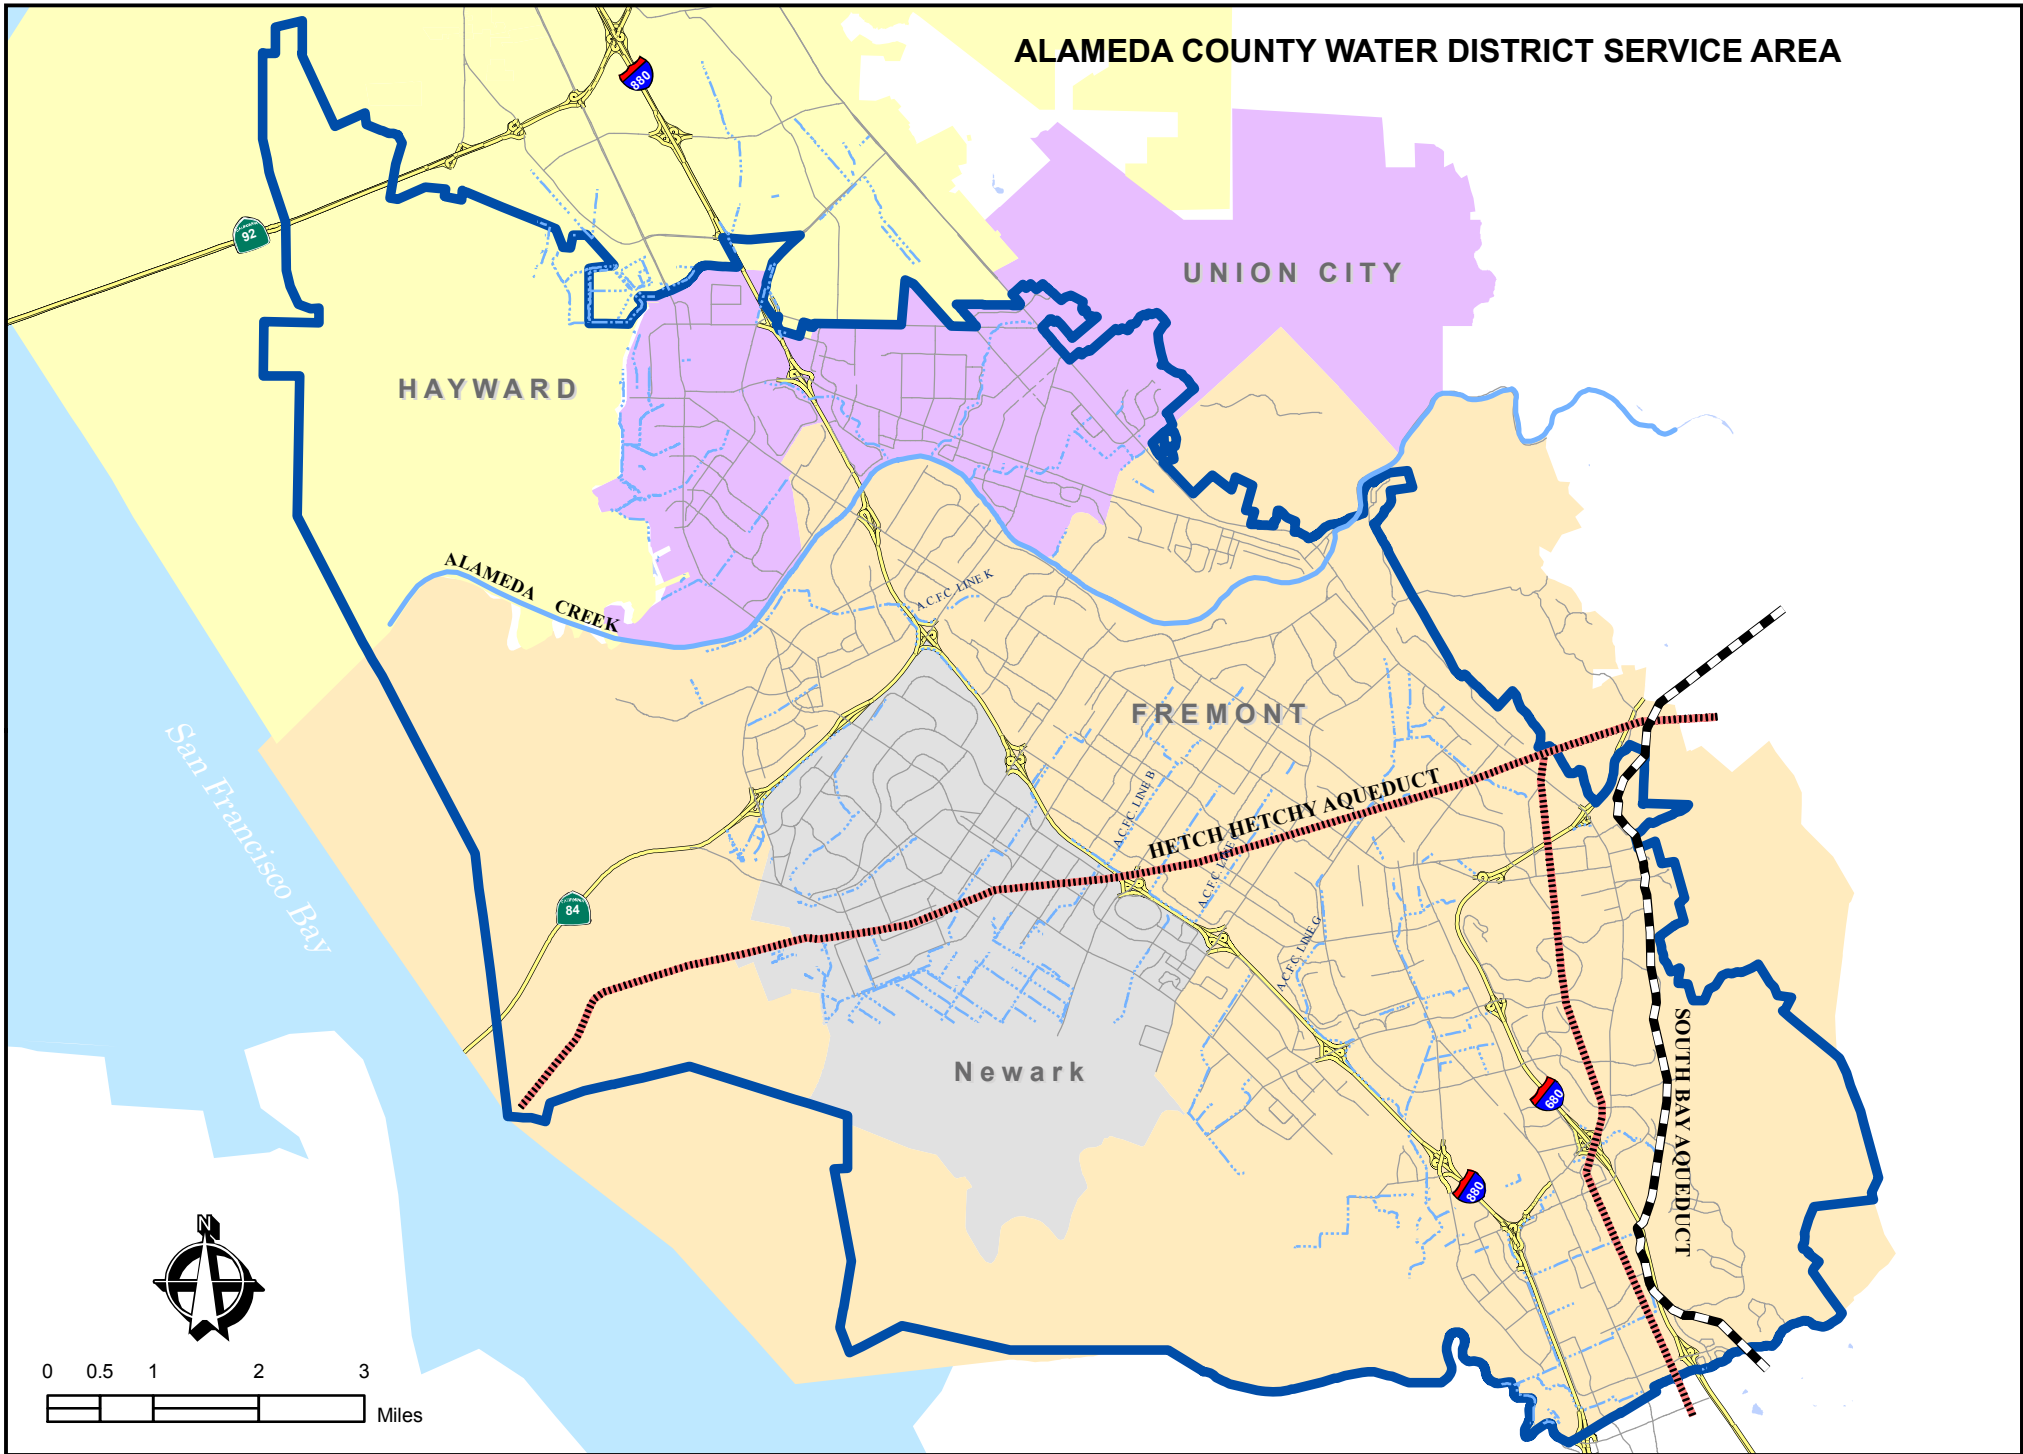 ALAMEDA COUNTY WATER DISTRICT SERVICE AREA
880
92
UNION CITY
HAYWARD
ALAMEDA CREEK
A.C.F.C. LINE K
FREMONT
San Francisco Bay
A.C.F.C. LINE B
HETCH HETCHY AQUEDUCT
A.C.F.C. LINE
84
A.C.F.C. LINE G
SOUTH BAY AQUEDUCT
Newark
680
880
N
0 0.5 1 2 3
Miles